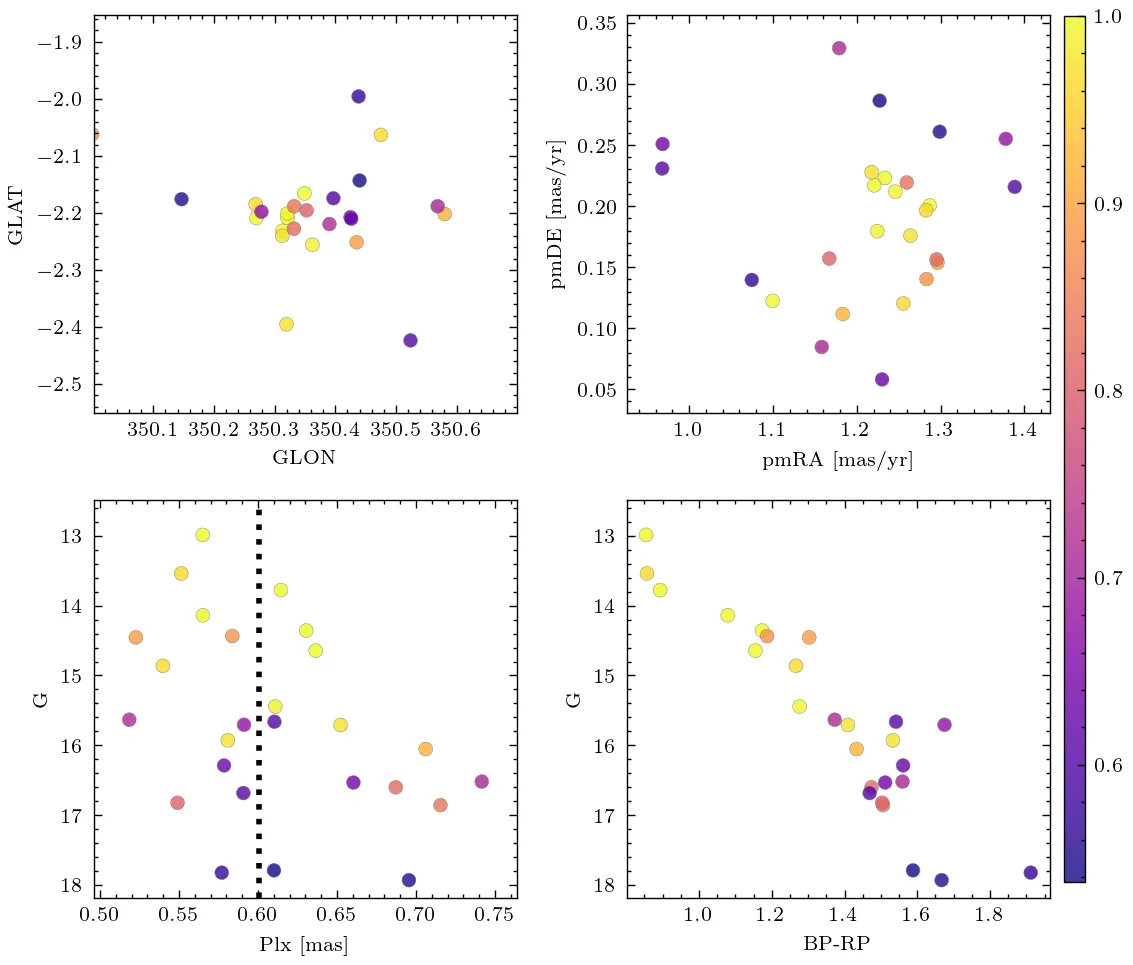 −1.9
−2.0
−2.1
−2.2
−2.3
−2.4
−2.5
GLAT
350.1 350.2 350.3 350.4 350.5 350.6
GLON
0.35
0.30
0.25
0.20
0.15
0.10
0.05
pmDE [mas/yr]
1.0 1.1 1.2 1.3 1.4
pmRA [mas/yr]
13
14
15
16
17
18
G
0.50 0.55 0.60 0.65 0.70 0.75
Plx [mas]
13
14
15
16
17
18
G
1.0 1.2 1.4 1.6 1.8
BP-RP
1.0
0.9
0.8
0.7
0.6